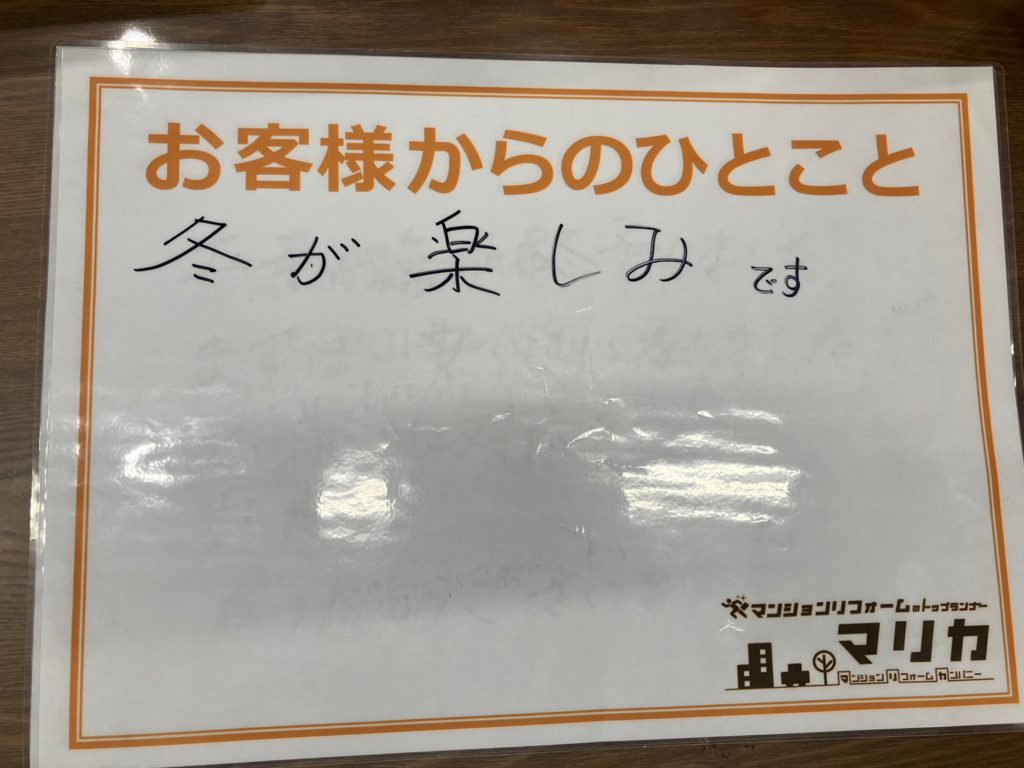 お客様からのひとこと
冬が楽しみです
マンションリフォームのトップランナー
マリカ
マンションリフォームカンパニー